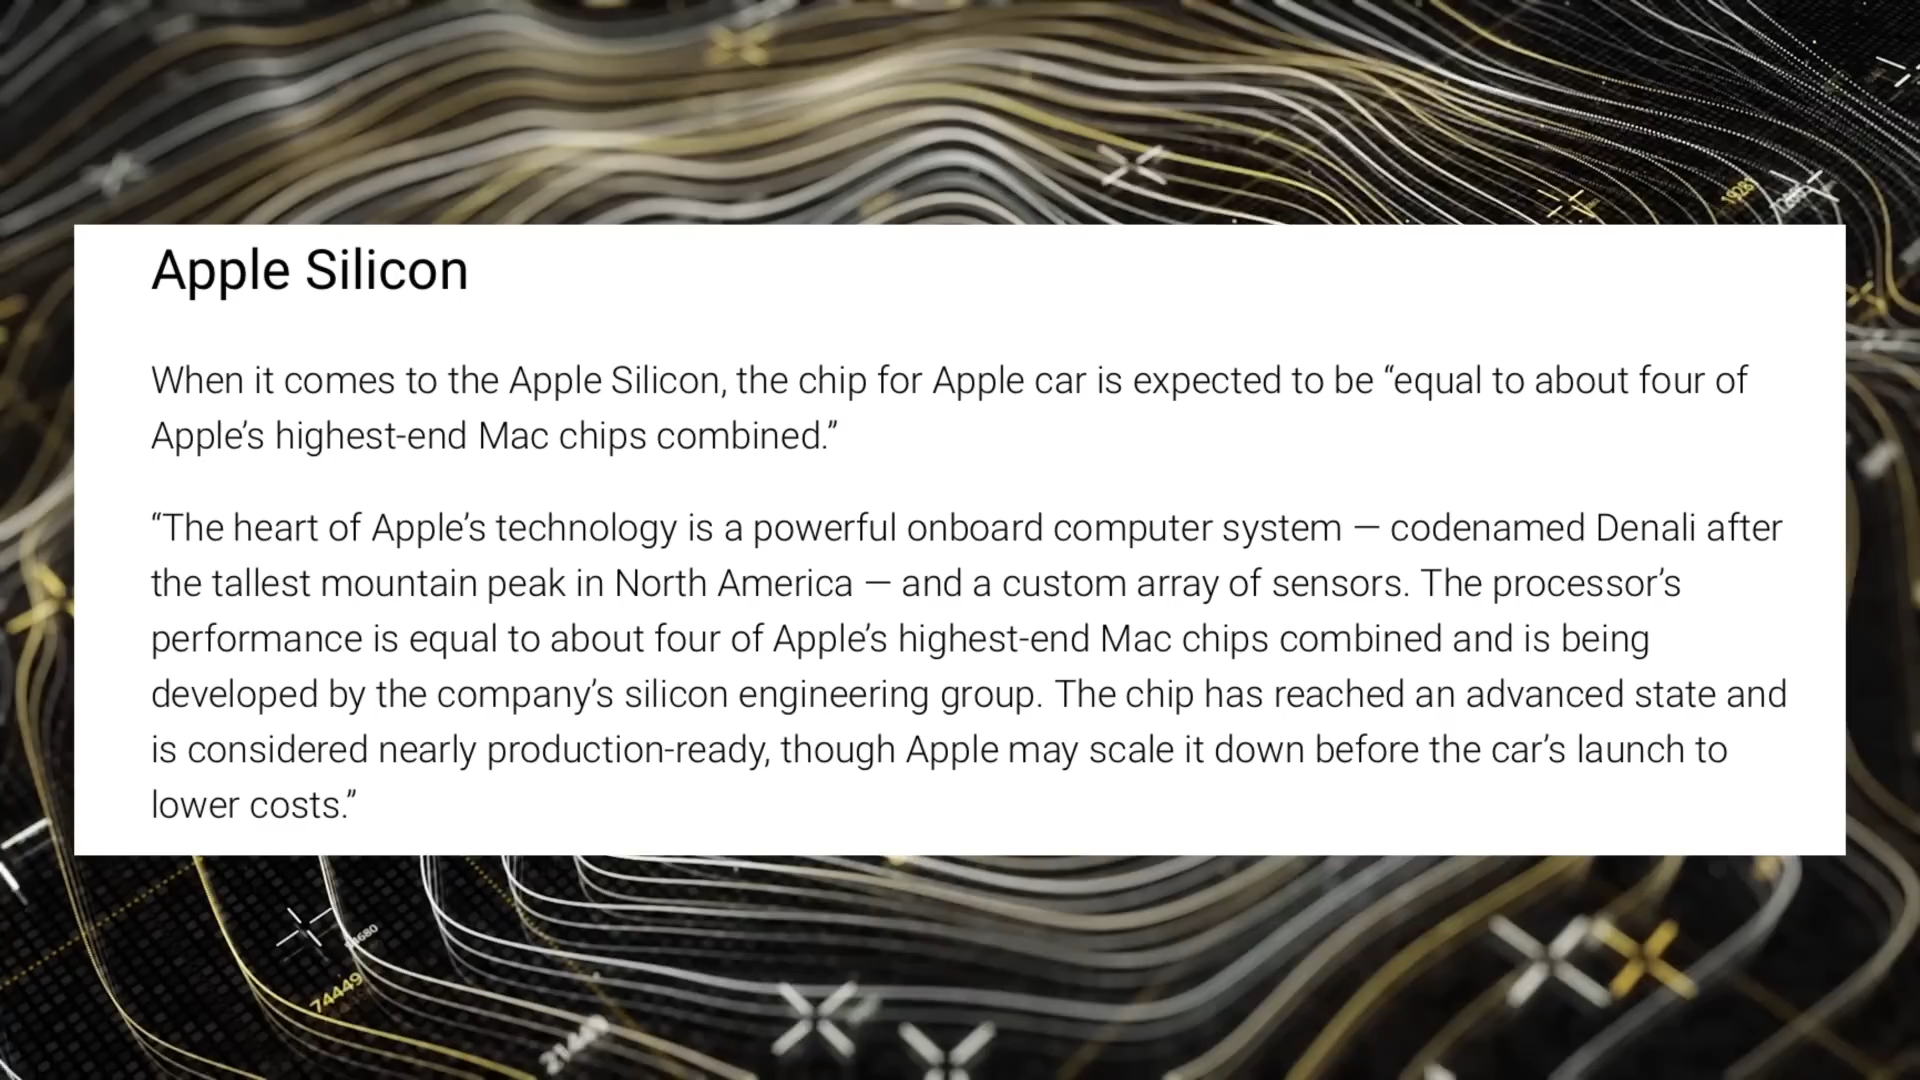 Apple Silicon
When it comes to the Apple Silicon, the chip for Apple car is expected to be “equal to about four of
Apple’s highest-end Mac chips combined.”
“The heart of Apple’s technology is a powerful onboard computer system — codenamed Denali after
the tallest mountain peak in North America — and a custom array of sensors. The processor’s
performance is equal to about four of Apple’s highest-end Mac chips combined and is being
developed by the company’s silicon engineering group. The chip has reached an advanced state and
is considered nearly production-ready, though Apple may scale it down before the car’s launch to
lower costs.”
74449